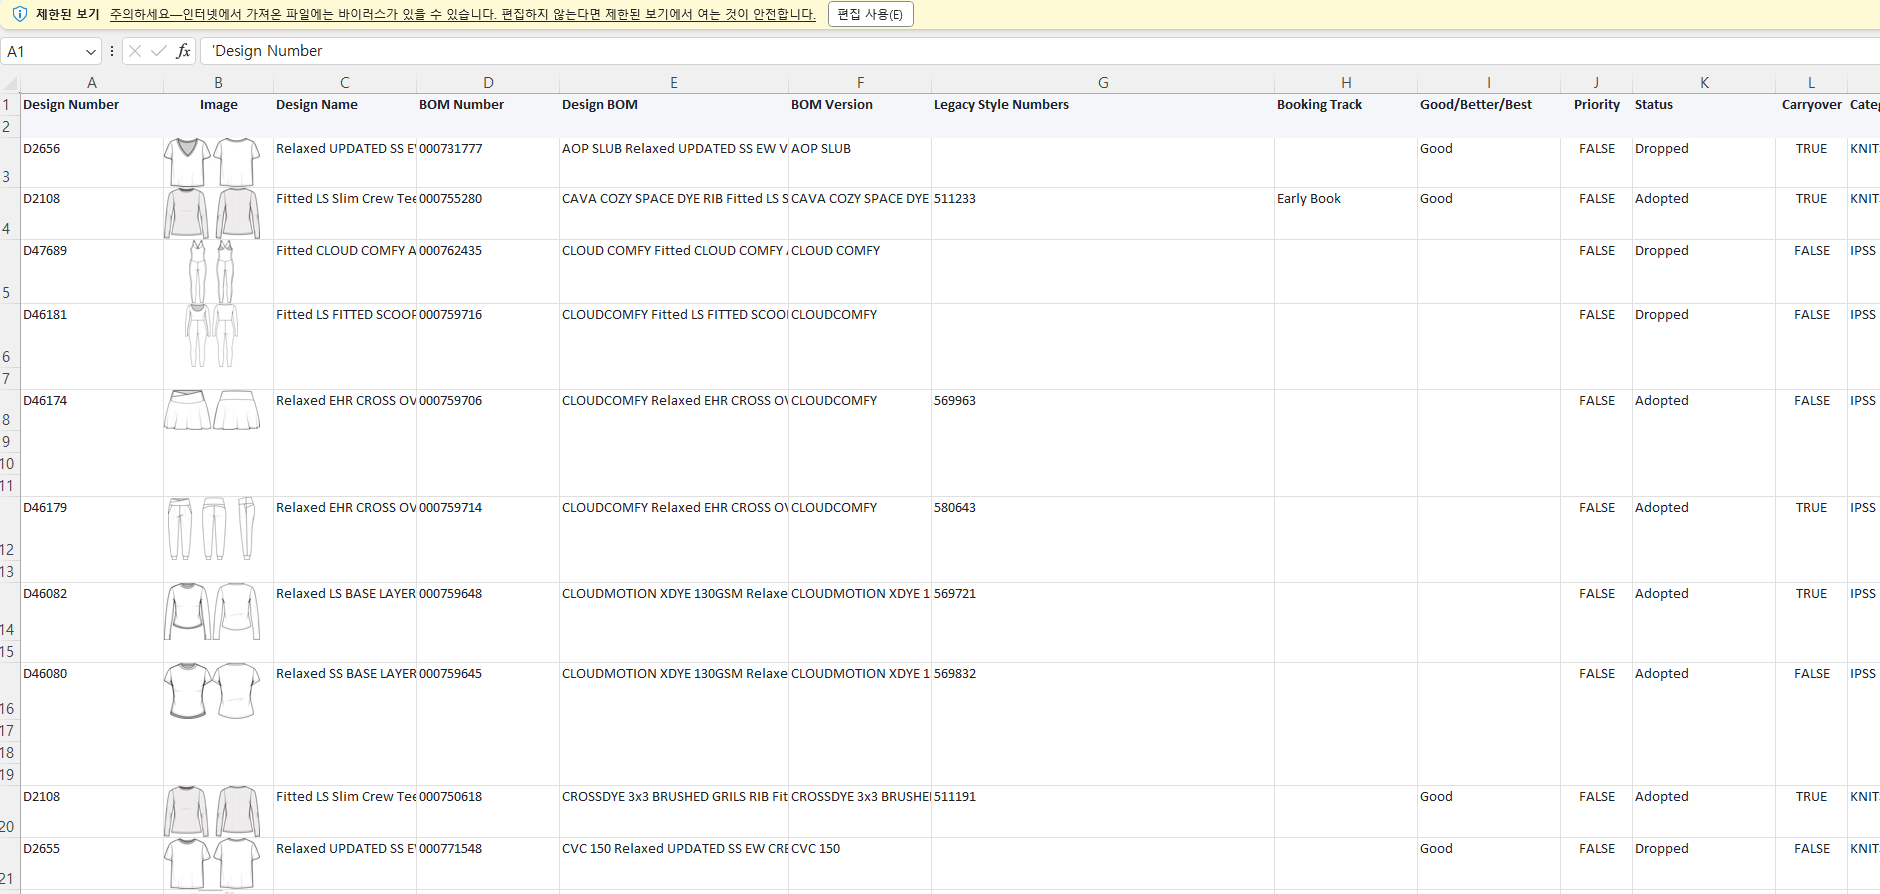 제한된 보기 주의하세요—인터넷에서 가져온 파일에는 바이러스가 있을 수 있습니다. 편집하지 않는다면 제한된 보기에서 여는 것이 안전합니다. 편집 사용(E)
A1 fx 'Design Number
A B C D E F G H I J K L
1 Design Number Image Design Name BOM Number Design BOM BOM Version Legacy Style Numbers Booking Track Good/Better/Best Priority Status Carryover Categ
2
3 D2656 Relaxed UPDATED SS E 000731777 AOP SLUB Relaxed UPDATED SS EW V AOP SLUB Good FALSE Dropped TRUE KNIT
4 D2108 Fitted LS Slim Crew Tee 000755280 CAVA COZY SPACE DYE RIB Fitted LS S CAVA COZY SPACE DYE 511233 Early Book Good FALSE Adopted TRUE KNIT
5 D47689 Fitted CLOUD COMFY A 000762435 CLOUD COMFY Fitted CLOUD COMFY CLOUD COMFY FALSE Dropped FALSE IPSS
6 D46181 Fitted LS FITTED SCOOP 000759716 CLOUDCOMFY Fitted LS FITTED SCOO CLOUDCOMFY FALSE Dropped FALSE IPSS
7
8 D46174 Relaxed EHR CROSS OV 000759706 CLOUDCOMFY Relaxed EHR CROSS OV CLOUDCOMFY 569963 FALSE Adopted FALSE IPSS
9
10
11
12 D46179 Relaxed EHR CROSS OV 000759714 CLOUDCOMFY Relaxed EHR CROSS OV CLOUDCOMFY 580643 FALSE Adopted TRUE IPSS
13
14 D46082 Relaxed LS BASE LAYER 000759648 CLOUDMOTION XDYE 130GSM Relaxe CLOUDMOTION XDYE 1 569721 FALSE Adopted TRUE IPSS
15
16 D46080 Relaxed SS BASE LAYER 000759645 CLOUDMOTION XDYE 130GSM Relaxe CLOUDMOTION XDYE 1 569832 FALSE Adopted FALSE IPSS
17
18
19
20 D2108 Fitted LS Slim Crew Tee 000750618 CROSSDYE 3x3 BRUSHED GRILS RIB Fit CROSSDYE 3x3 BRUSHE 511191 Good FALSE Adopted TRUE KNIT
21 D2655 Relaxed UPDATED SS E 000771548 CVC 150 Relaxed UPDATED SS EW CRE CVC 150 Good FALSE Dropped FALSE KNIT